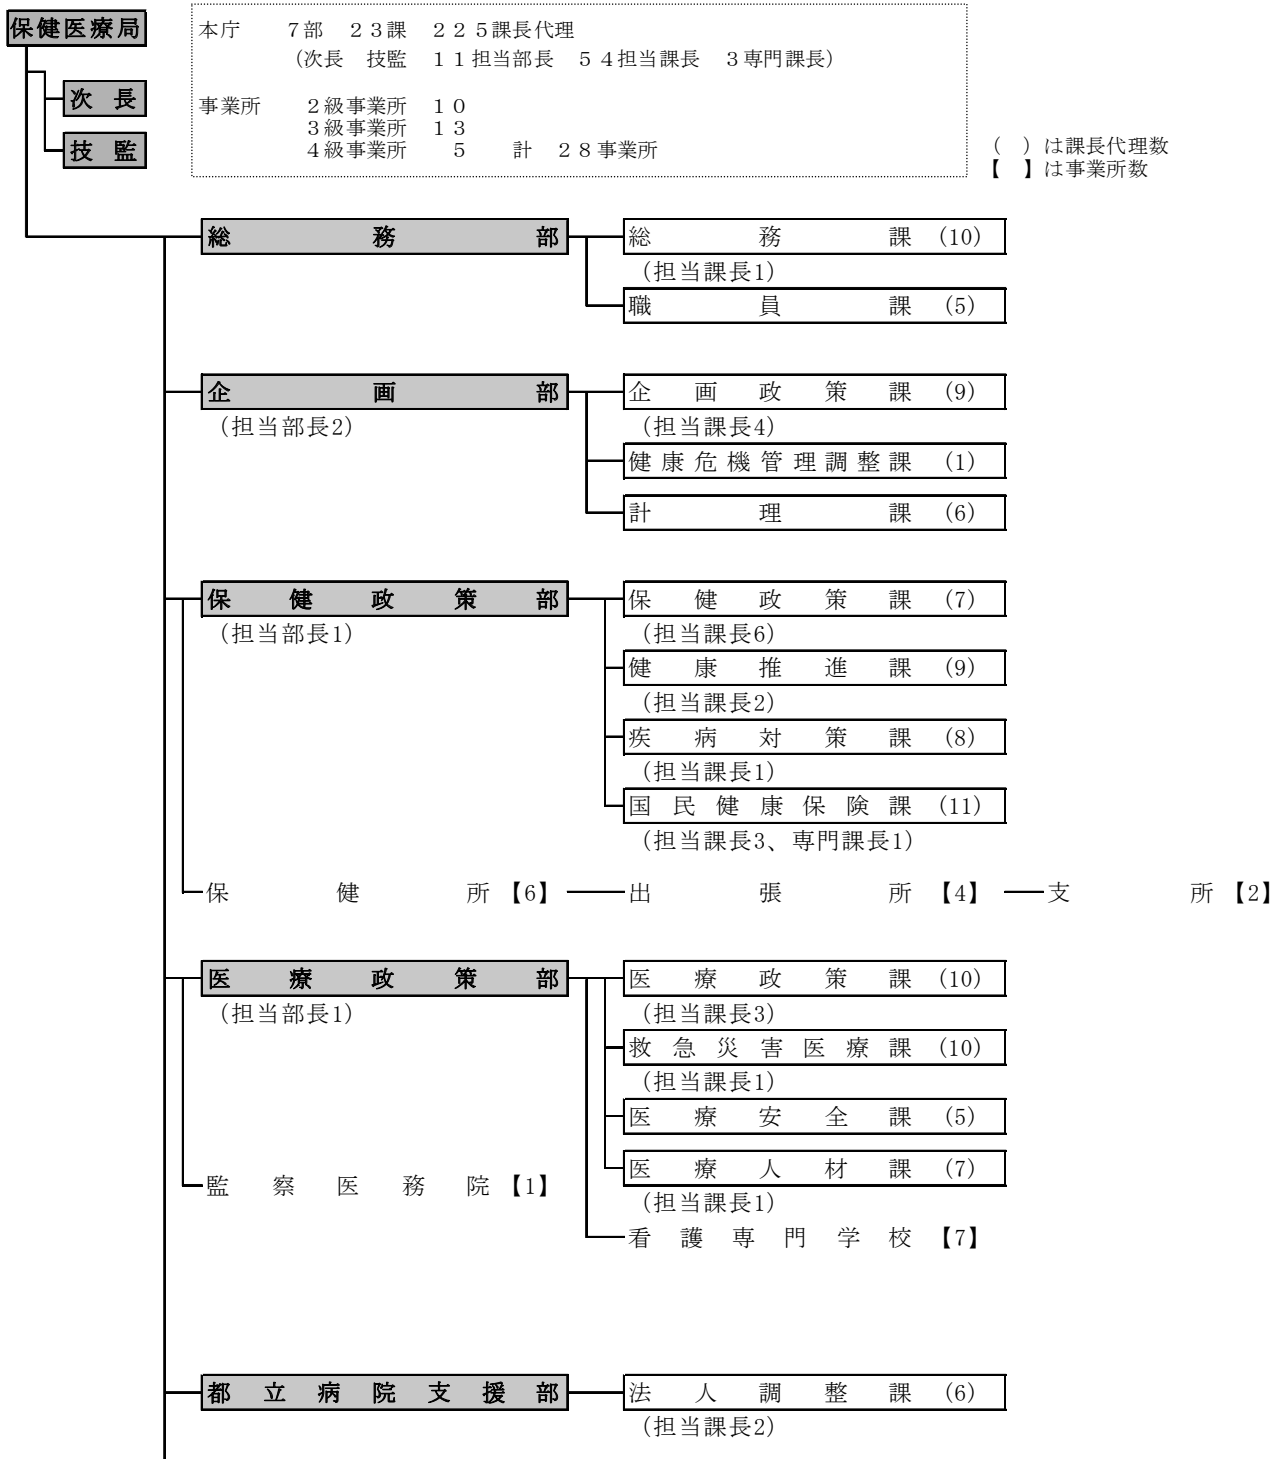 保健医療局
本庁　7部　23課　225課長代理
(次長　技監　11担当部長　54担当課長　3専門課長)
次長
事業所　2級事業所　10
3級事業所　13
技監
4級事業所　5　計　28事業所
(　)は課長代理数
【　】は事業所数
総務部　総務課　(10)
(担当課長1)
職員課　(5)
企画部　企画政策課　(9)
(担当部長2)　(担当課長4)
健康危機管理調整課　(1)
計理課　(6)
保健政策部　保健政策課　(7)
(担当部長1)　(担当課長6)
健康推進課　(9)
(担当課長2)
疾病対策課　(8)
(担当課長1)
国民健康保険課　(11)
(担当課長3、専門課長1)
保健所【6】　出張所【4】　支所【2】
医療政策部　医療政策課　(10)
(担当部長1)　(担当課長3)
救急災害医療課　(10)
(担当課長1)
医療安全課　(5)
医療人材課　(7)
監察医務院【1】
(担当課長1)
看護専門学校【7】
都立病院支援部　法人調整課　(6)
(担当課長2)